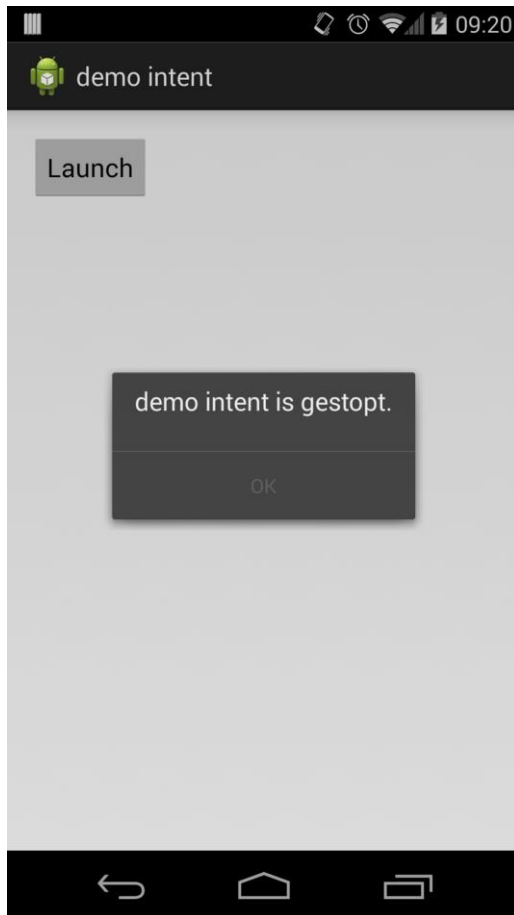 09:20
demo intent
Launch
demo intent is gestopt.
OK